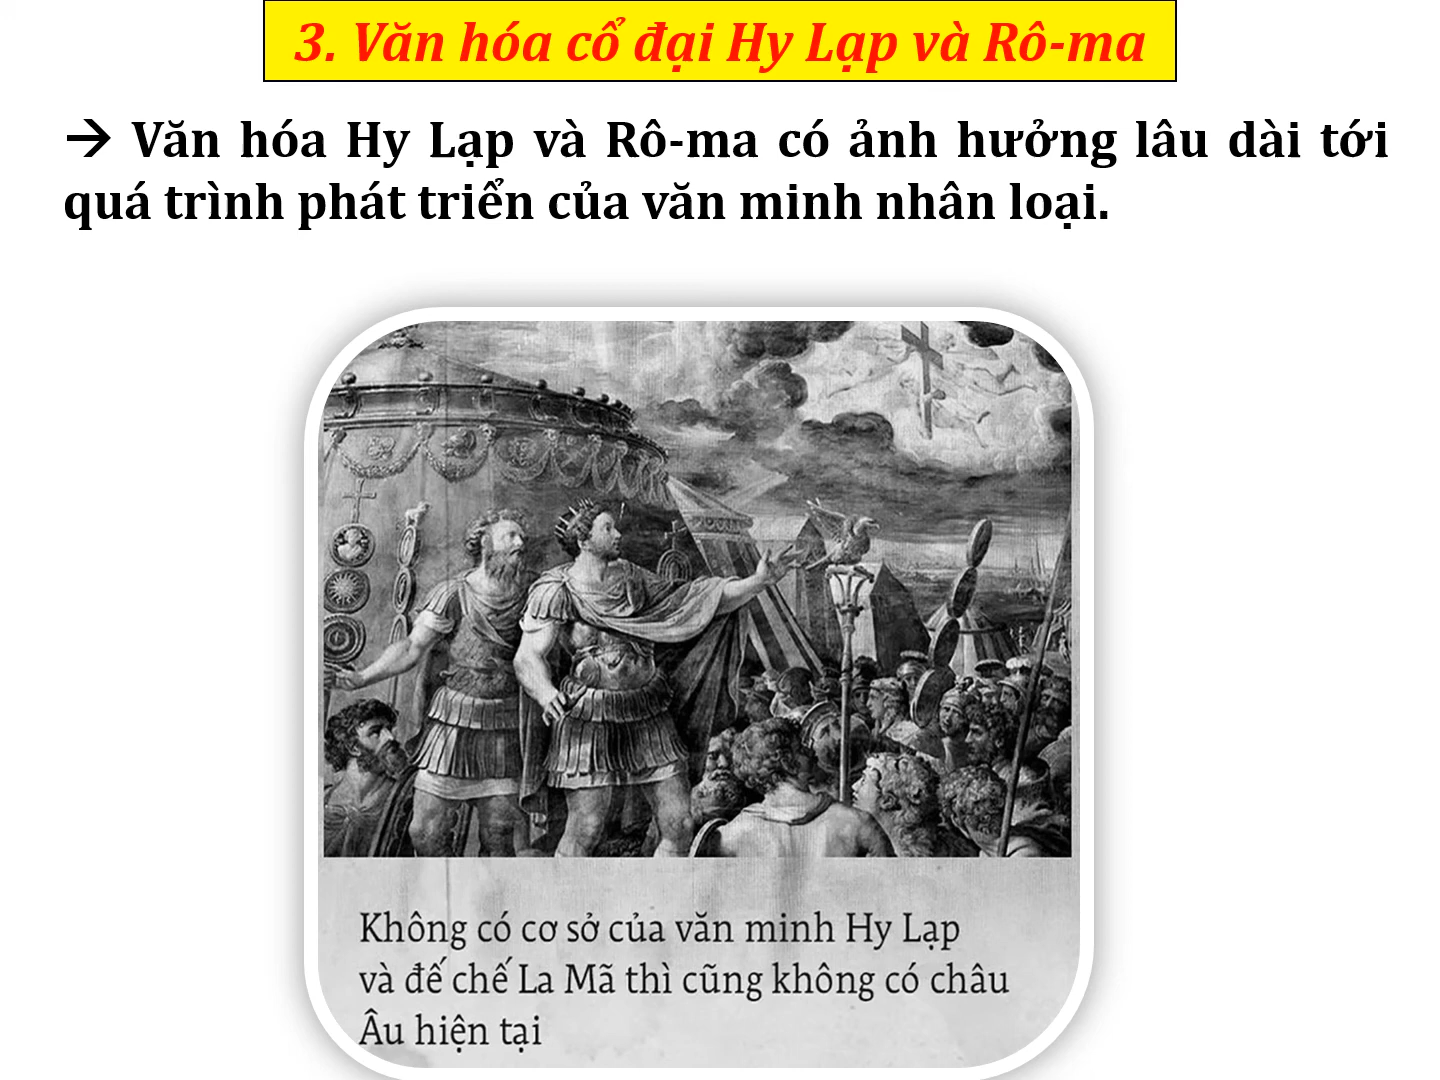 3. Văn hóa cổ đại Hy Lạp và Rô-ma
→ Văn hóa Hy Lạp và Rô-ma có ảnh hưởng lâu dài tới
quá trình phát triển của văn minh nhân loại.
Không có cơ sở của văn minh Hy Lạp
và đế chế La Mã thì cũng không có châu
Âu hiện tại